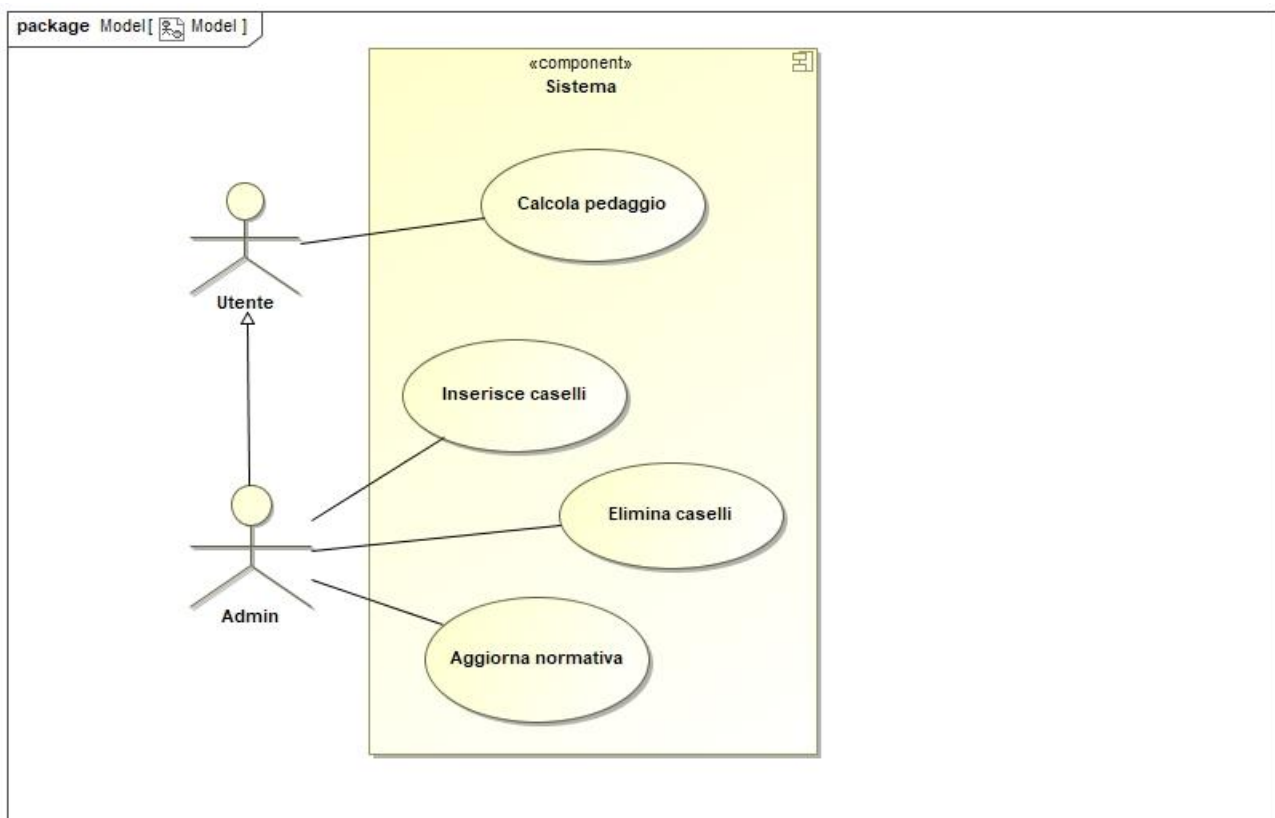 package Model [ Model ]
«component»
Sistema
Calcola pedaggio
Utente
Inserisce caselli
Elimina caselli
Admin
Aggiorna normativa